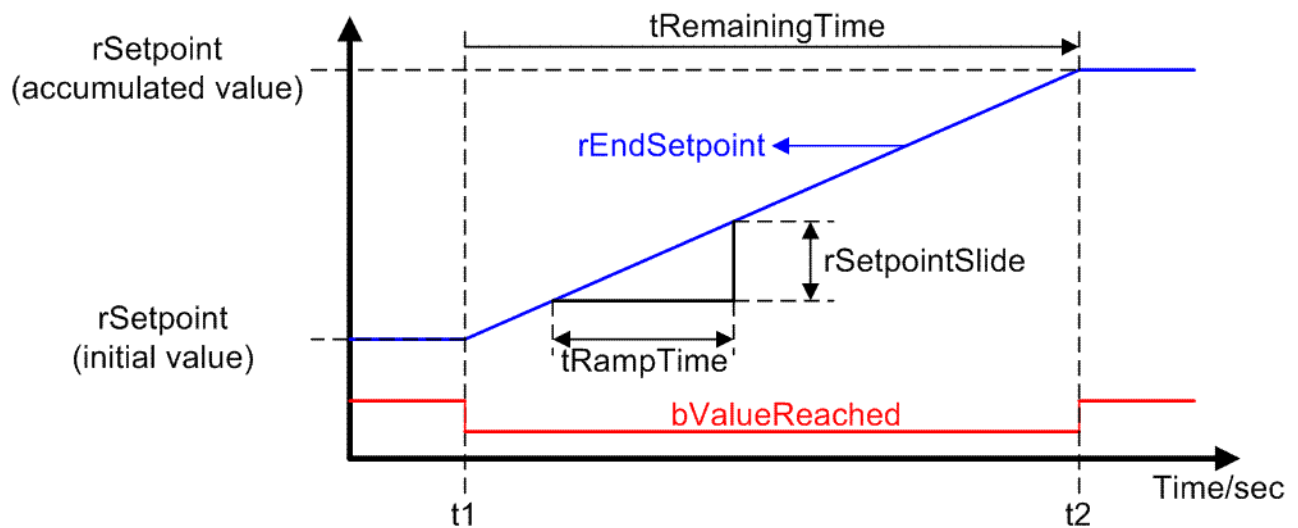 tRemainingTime
rSetpoint
(accumulated value)
rEndSetpoint
rSetpointSlide
rSetpoint
(initial value)
tRampTime
bValueReached
Time/sec
t1
t2